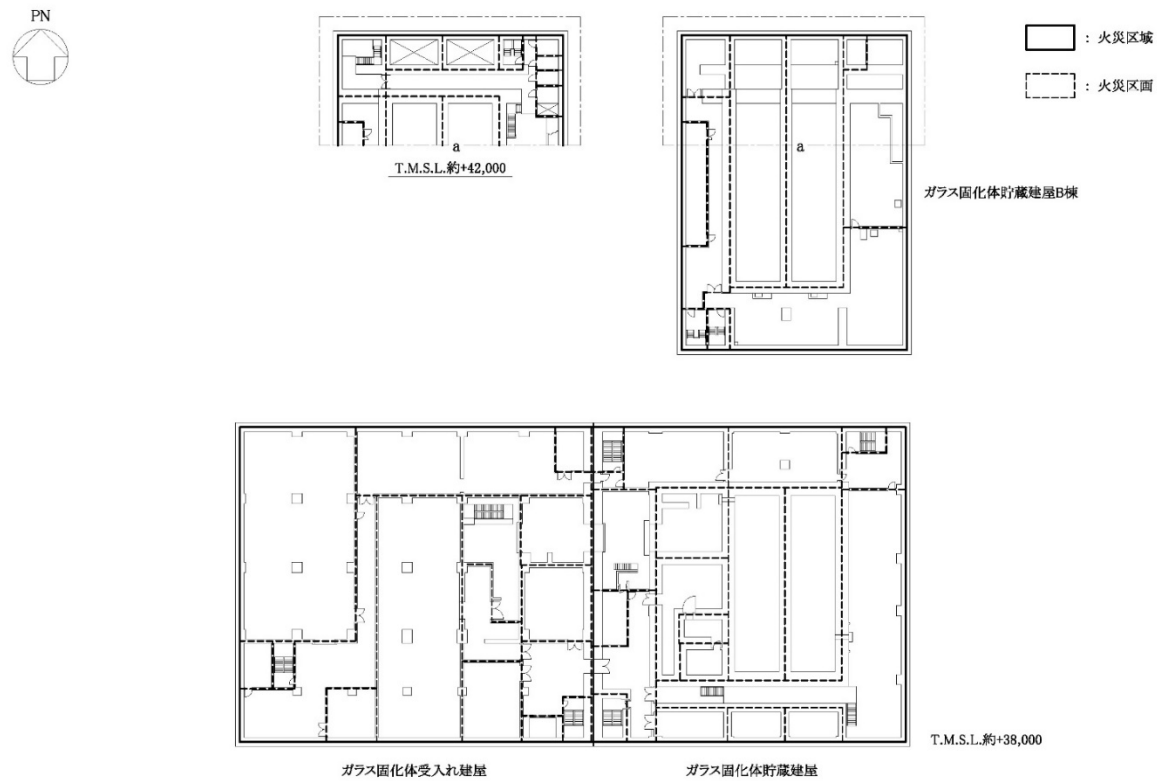 PN
：火災区域
：火災区画
a
T.M.S.L.約+42,000
a
ガラス固化体貯蔵建屋B棟
T.M.S.L.約+38,000
ガラス固化体受入れ建屋
ガラス固化体貯蔵建屋